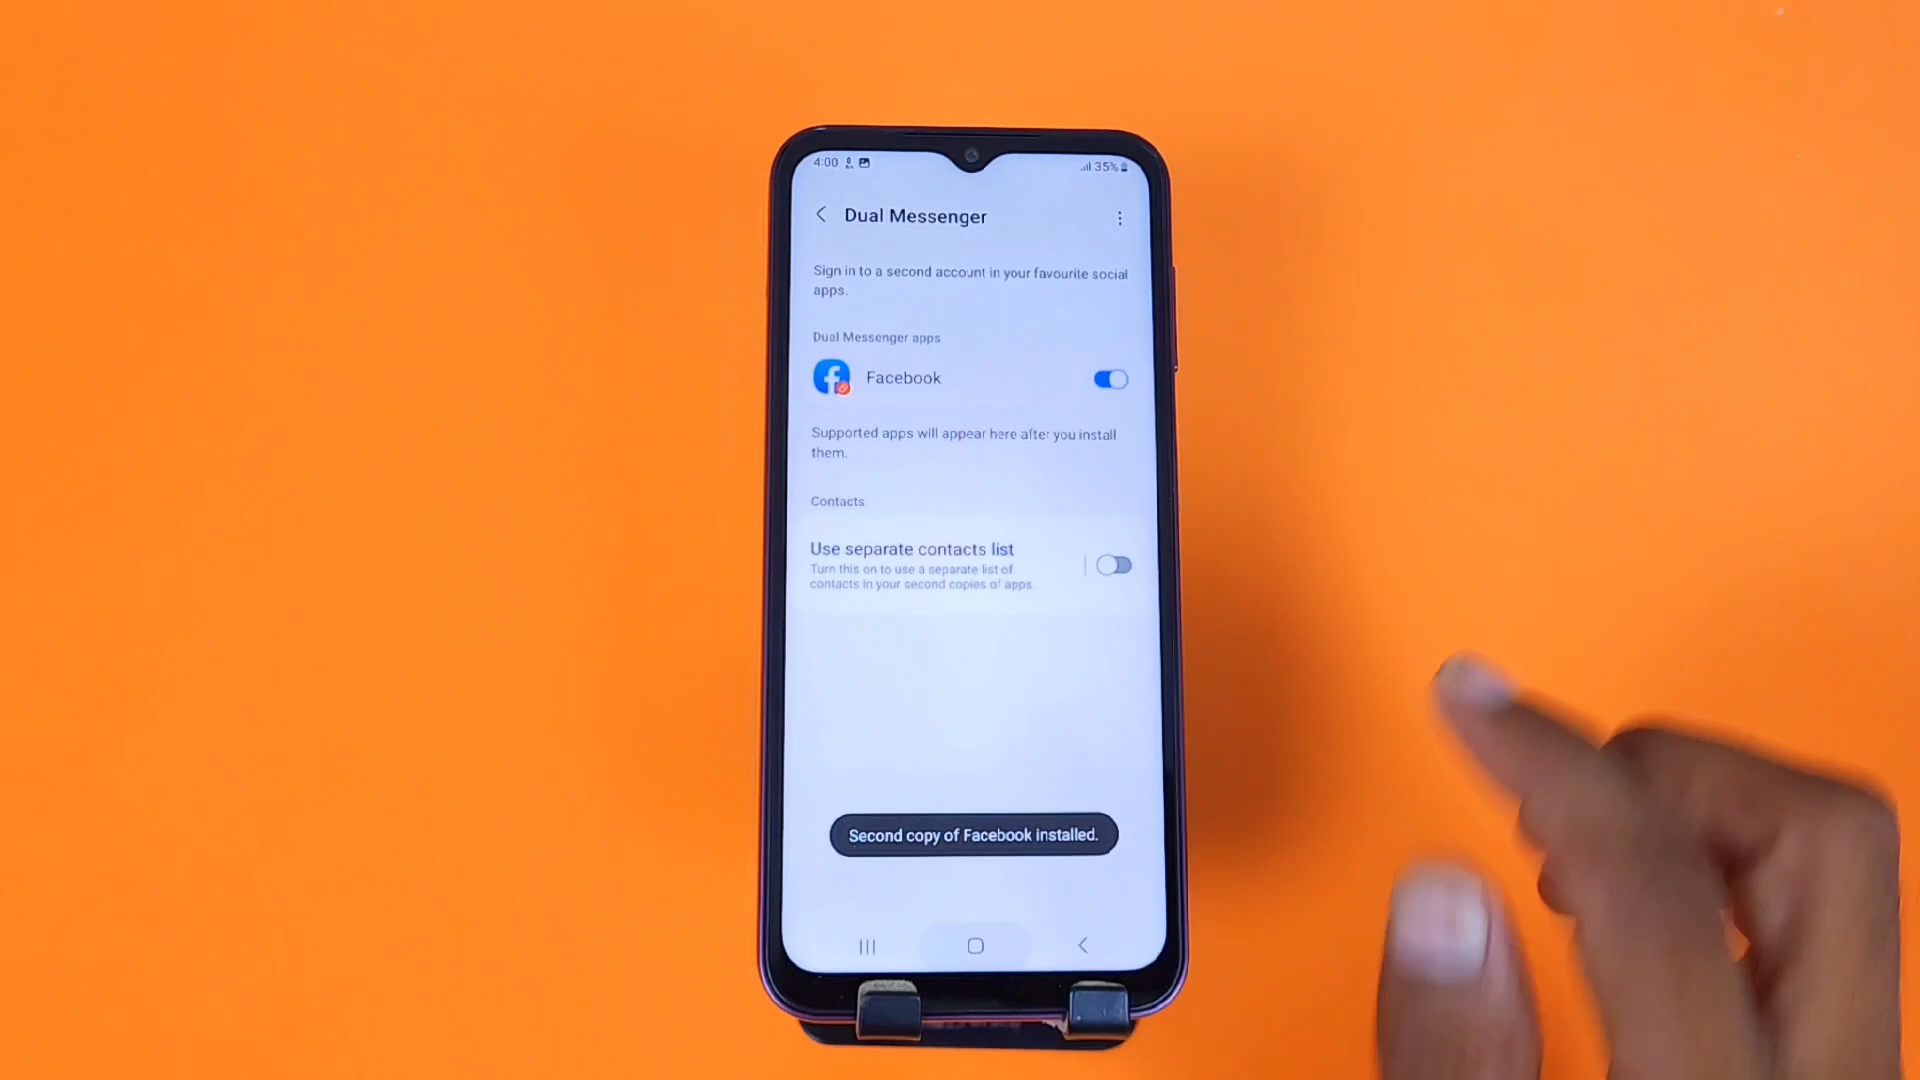 4:00
35%
Dual Messenger
Sign in to a second account in your favourite social
apps.
Dual Messenger apps
Facebook
Supported apps will appear here after you install
them.
Contacts
Use separate contacts list
Turn this on to use a separate list of
contacts in your second copies of apps.
Second copy of Facebook installed.